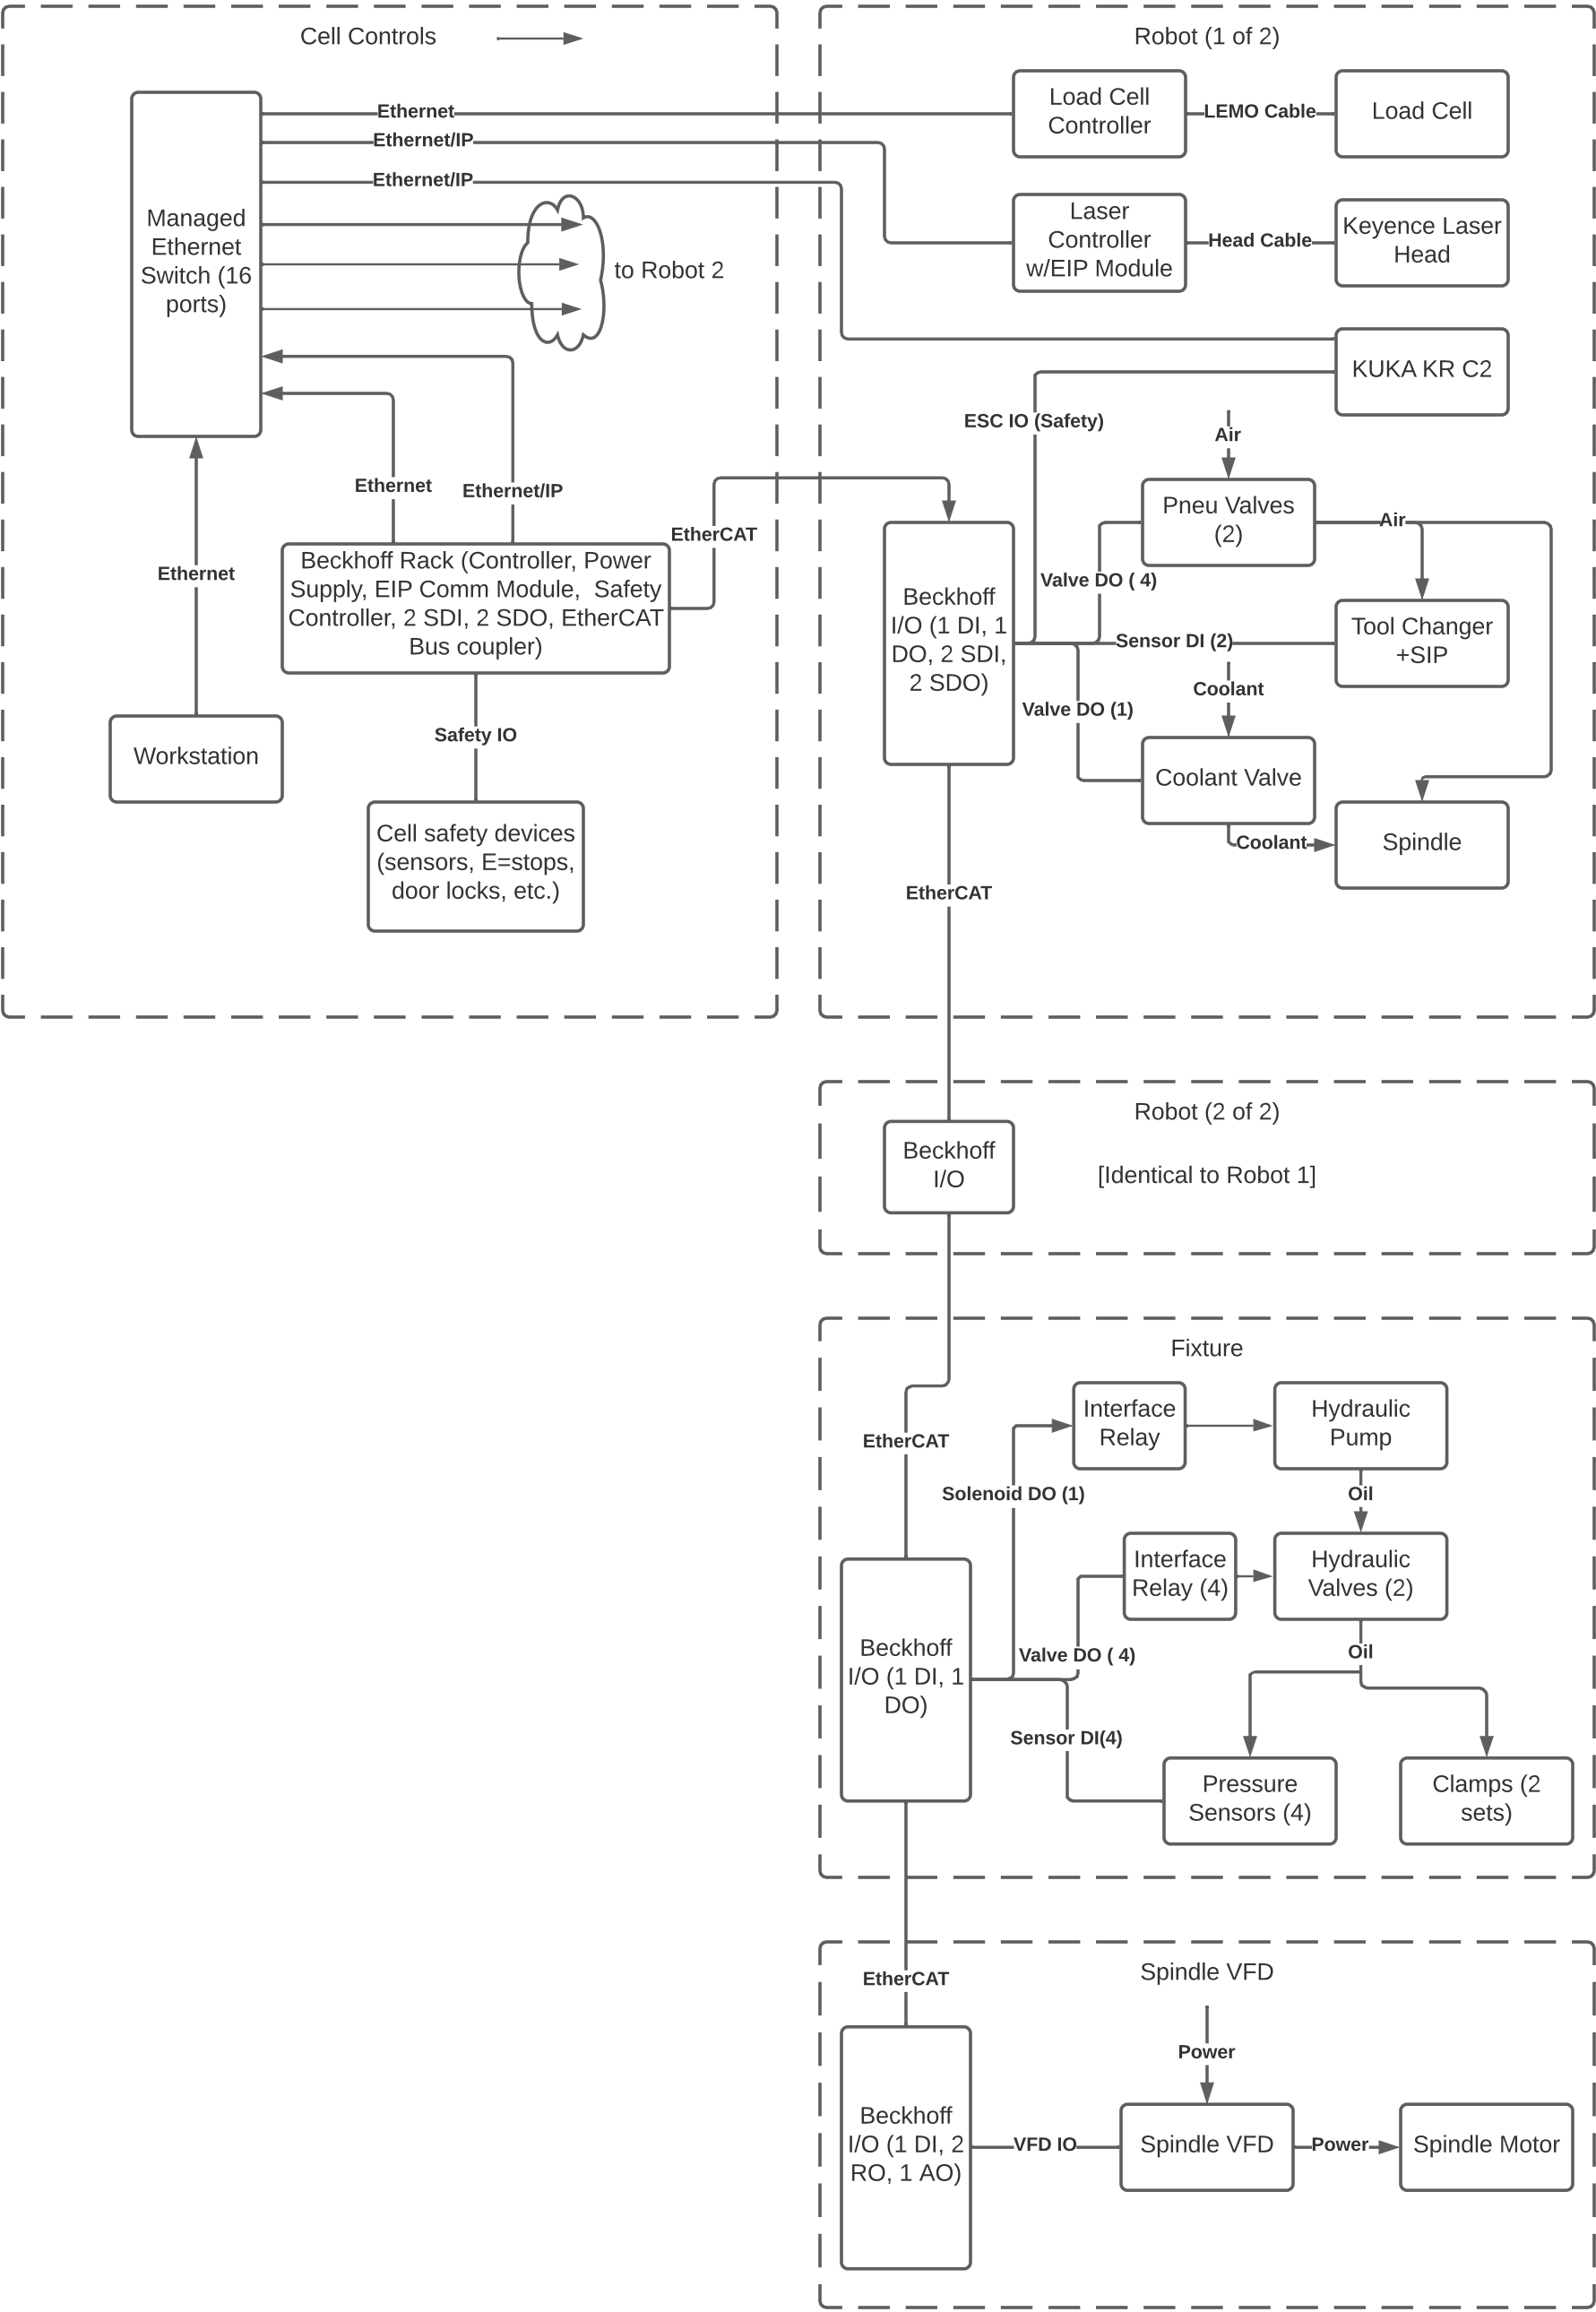 Cell Controls
Ethernet
Ethernet/IP
Ethernet/IP
Managed
Ethernet
Switch (16
ports)
to Robot 2
Ethernet
Ethernet/IP
EtherCAT
Ethernet
Beckhoff Rack (Controller, Power
Supply, EIP Comm Module, Safety
Controller, 2 SDI, 2 SDO, EtherCAT
Bus coupler)
Workstation
Safety IO
Cell safety devices
(sensors, E=stops,
door locks, etc.)
Robot (1 of 2)
Load Cell
Controller
LEMO Cable
Load Cell
Laser
Controller
w/EIP Module
Head Cable
Keyence Laser
Head
KUKA KR C2
ESC IO (Safety)
Air
Pneu Valves
(2)
Air
Valve DO ( 4)
Beckhoff
I/O (1 DI, 1
DO, 2 SDI,
2 SDO)
Sensor DI (2)
Tool Changer
+SIP
Coolant
Valve DO (1)
Coolant Valve
Coolant
Spindle
EtherCAT
Robot (2 of 2)
Beckhoff
I/O
[Identical to Robot 1]
Fixture
EtherCAT
Interface
Relay
Hydraulic
Pump
Solenoid DO (1)
Oil
Interface
Relay (4)
Hydraulic
Valves (2)
Valve DO ( 4)
Oil
Beckhoff
I/O (1 DI, 1
DO)
Sensor DI(4)
Pressure
Sensors (4)
Clamps (2
sets)
EtherCAT
Spindle VFD
Power
Beckhoff
I/O (1 DI, 2
RO, 1 AO)
VFD IO
Spindle VFD
Power
Spindle Motor